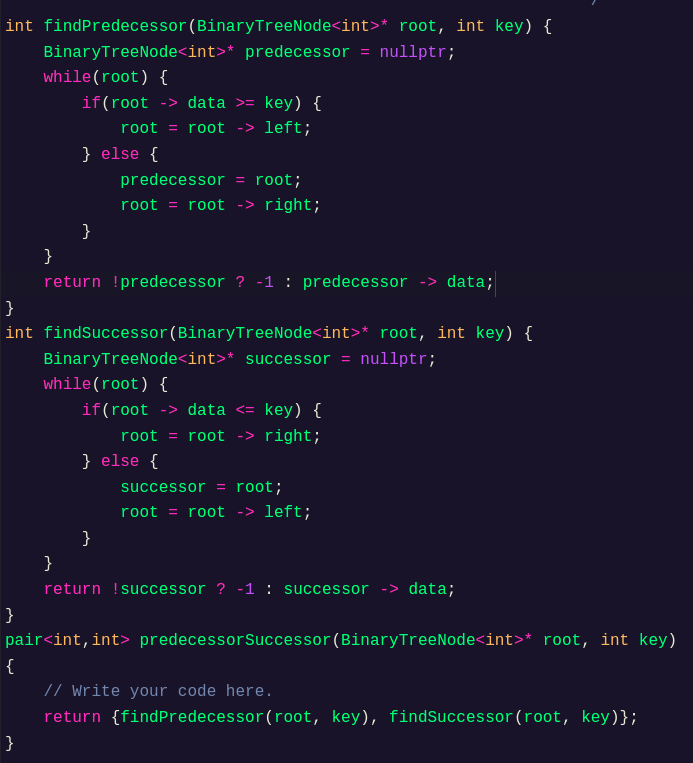 int findPredecessor(BinaryTreeNode<int>* root, int key) {
    BinaryTreeNode<int>* predecessor = nullptr;
    while(root) {
        if(root -> data >= key) {
            root = root -> left;
        } else {
            predecessor = root;
            root = root -> right;
        }
    }
    return !predecessor ? -1 : predecessor -> data;
}
int findSuccessor(BinaryTreeNode<int>* root, int key) {
    BinaryTreeNode<int>* successor = nullptr;
    while(root) {
        if(root -> data <= key) {
            root = root -> right;
        } else {
            successor = root;
            root = root -> left;
        }
    }
    return !successor ? -1 : successor -> data;
}
pair<int,int> predecessorSuccessor(BinaryTreeNode<int>* root, int key)
{
    // Write your code here.
    return {findPredecessor(root, key), findSuccessor(root, key)};
}